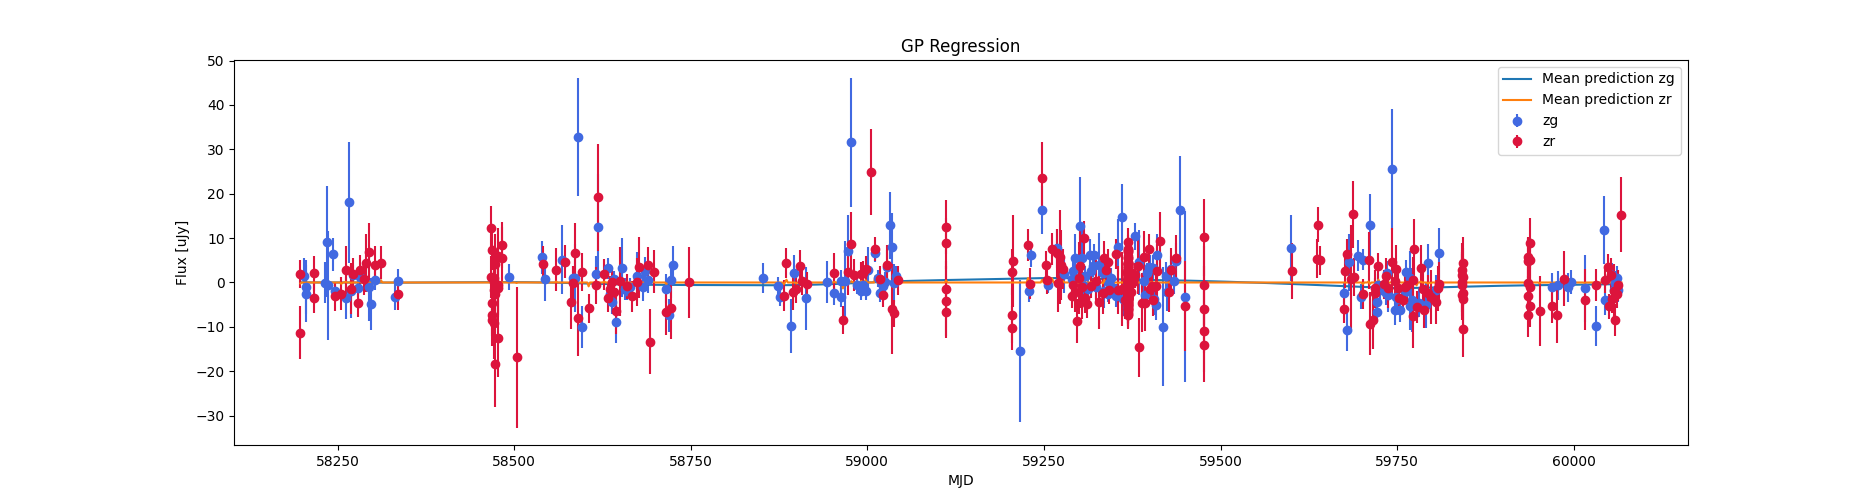 GP Regression
50
40
30
20
10
0
−10
−20
−30
Flux [uJy]
58250 58500 58750 59000 59250 59500 59750 60000
MJD
Mean prediction zg
Mean prediction zr
zg
zr